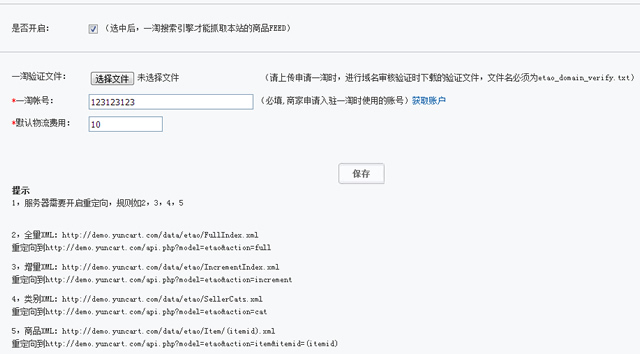 是否开启: （选中后，一淘搜索引擎才能抓取本站的商品FEED）
一淘验证文件: 选择文件 未选择文件 （请上传申请一淘时，进行域名审核验证时下载的验证文件，文件名必须为etao_domain_verify.txt）
*一淘帐号: 123123123 （必填,商家申请入驻一淘时使用的账号）获取账户
*默认物流费用: 10
保存
提示
1，服务器需要开启重定向，规则如2，3，4，5
2，全量XML: http://demo.yuncart.com/data/etao/FullIndex.xml
重定向到http://demo.yuncart.com/api.php?model=etao&action=full
3，增量XML: http://demo.yuncart.com/data/etao/IncrementIndex.xml
重定向到http://demo.yuncart.com/api.php?model=etao&action=increment
4，类别XML: http://demo.yuncart.com/data/etao/SellerCats.xml
重定向到http://demo.yuncart.com/api.php?model=etao&action=cat
5，商品XML: http://demo.yuncart.com/data/etao/Item/(itemid).xml
重定向到http://demo.yuncart.com/api.php?model=etao&action=item&itemid=(itemid)